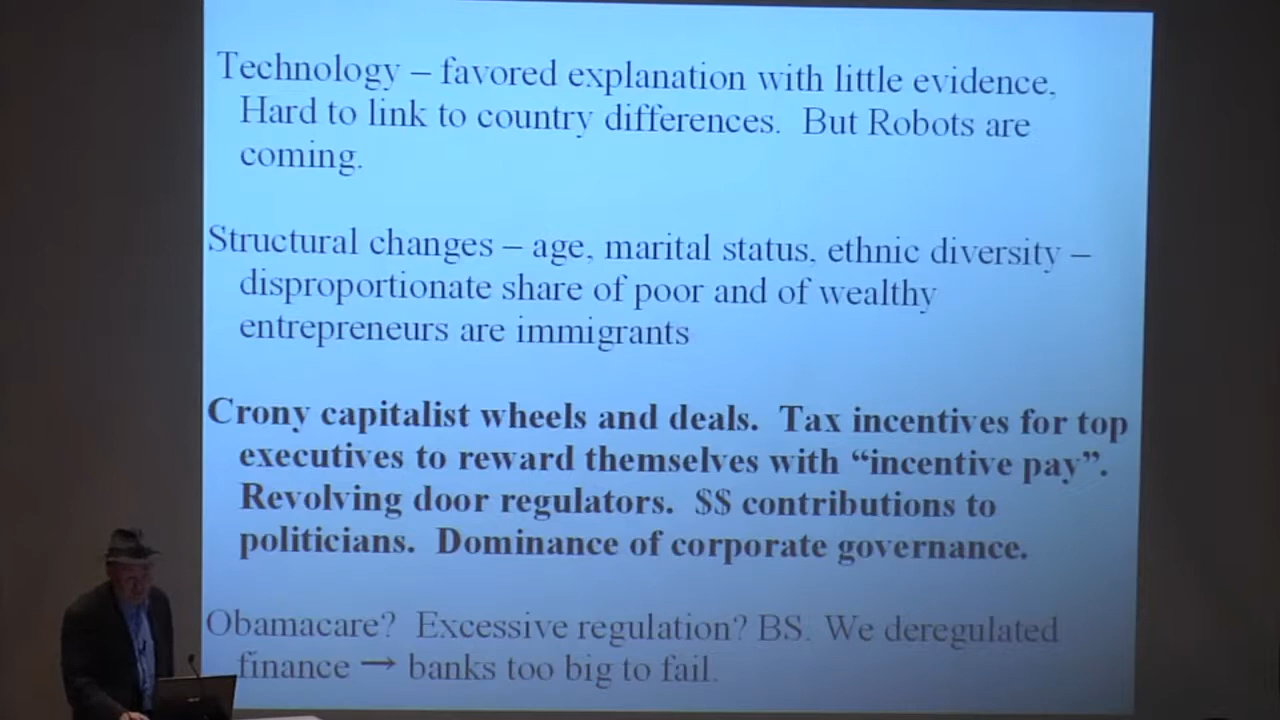 Technology – favored explanation with little evidence,
Hard to link to country differences.  But Robots are
coming.
Structural changes – age, marital status, ethnic diversity –
disproportionate share of poor and of wealthy
entrepreneurs are immigrants
Crony capitalist wheels and deals.  Tax incentives for top
executives to reward themselves with “incentive pay”.
Revolving door regulators.  $$ contributions to
politicians.  Dominance of corporate governance.
Obamacare?  Excessive regulation? BS.  We deregulated
finance → banks too big to fail.